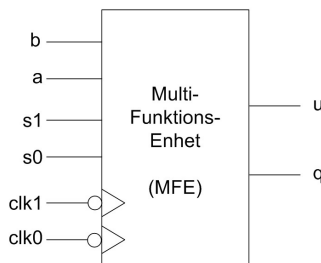 b
a
s1
s0
clk1
clk0
Multi-
Funktions-
Enhet
(MFE)
u
q